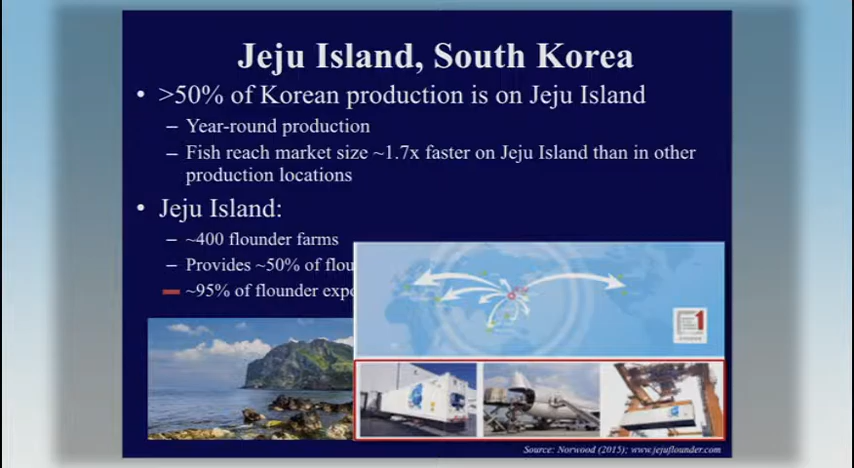 Jeju Island, South Korea
• >50% of Korean production is on Jeju Island
– Year-round production
– Fish reach market size ~1.7x faster on Jeju Island than in other
production locations
• Jeju Island:
– ~400 flounder farms
– Provides ~50% of flou
– ~95% of flounder expo
Source: Norwood (2015); www.jejuflounder.com